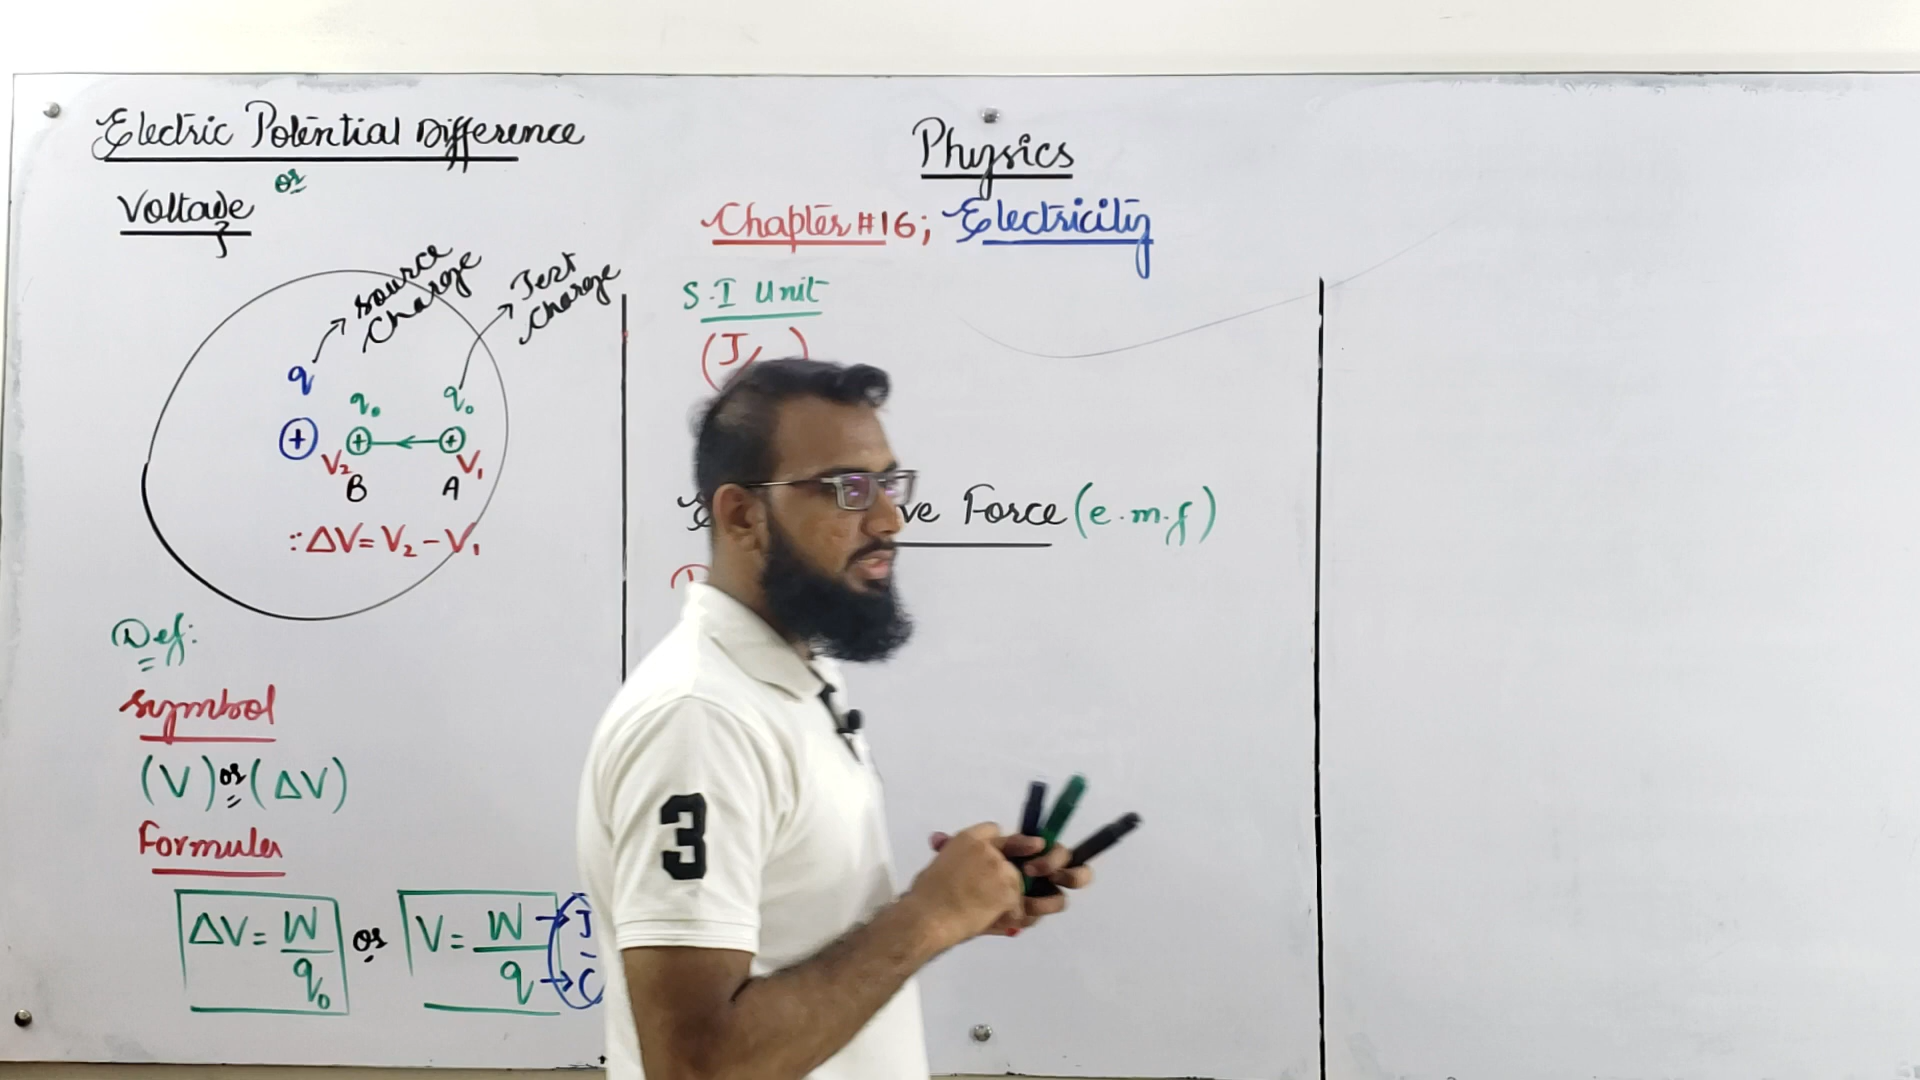 Electric Potential Difference
or
Voltage
source
charge
Test
charge
q
q₀ q₀
+ + +
V₂ V₁
B A
∵ ΔV = V₂ - V₁
Def:
symbol
(V) or (ΔV)
Formula
ΔV = W/q₀ or V = W/q → J/C
Physics
Chapter #16; Electricity
S.I Unit
(J/ )
ve Force (e.m.f)
3